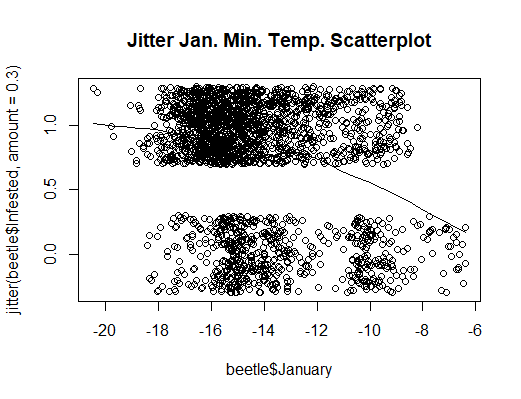 Jitter Jan. Min. Temp. Scatterplot
jitter(beetle$Infested, amount = 0.3)
1.0
0.5
0.0
-20 -18 -16 -14 -12 -10 -8 -6
beetle$January